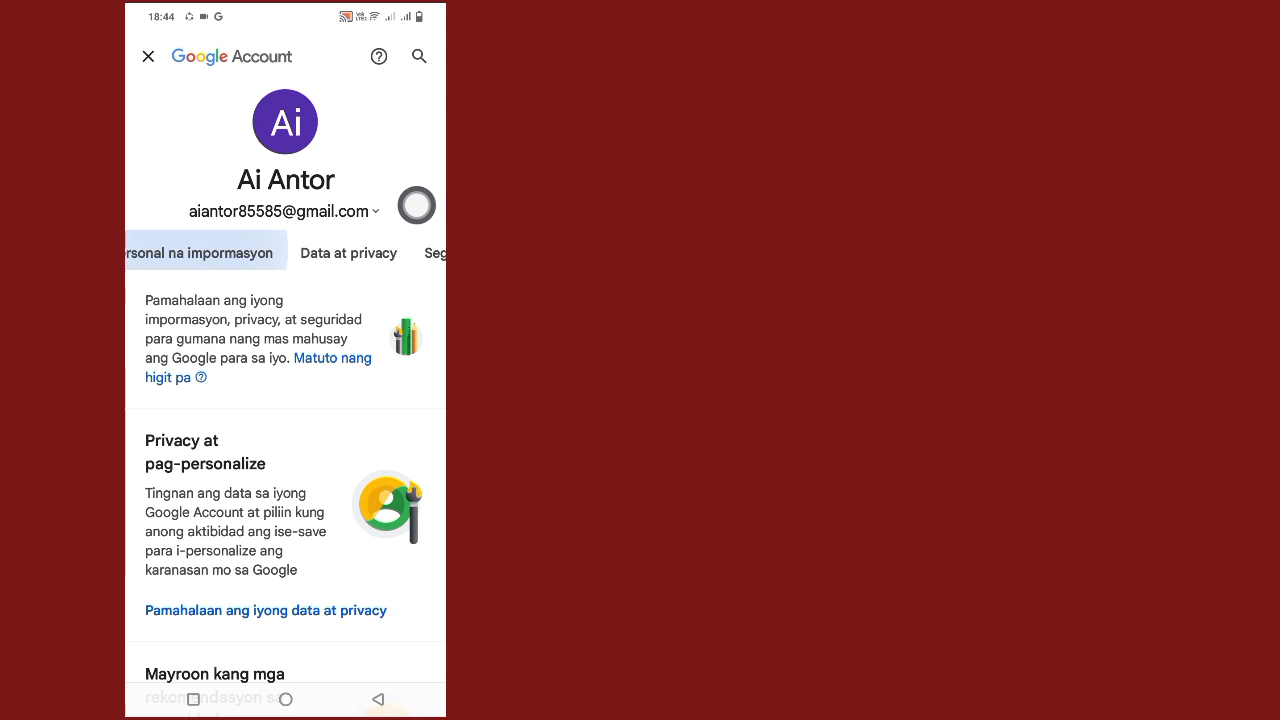 18:44
Google Account
Ai
Ai Antor
aiantor85585@gmail.com
rsonal na impormasyon Data at privacy Seg
Pamahalaan ang iyong
impormasyon, privacy, at seguridad
para gumana nang mas mahusay
ang Google para sa iyo. Matuto nang
higit pa
Privacy at
pag-personalize
Tingnan ang data sa iyong
Google Account at piliin kung
anong aktibidad ang ise-save
para i-personalize ang
karanasan mo sa Google
Pamahalaan ang iyong data at privacy
Mayroon kang mga
rekomendasyon sa